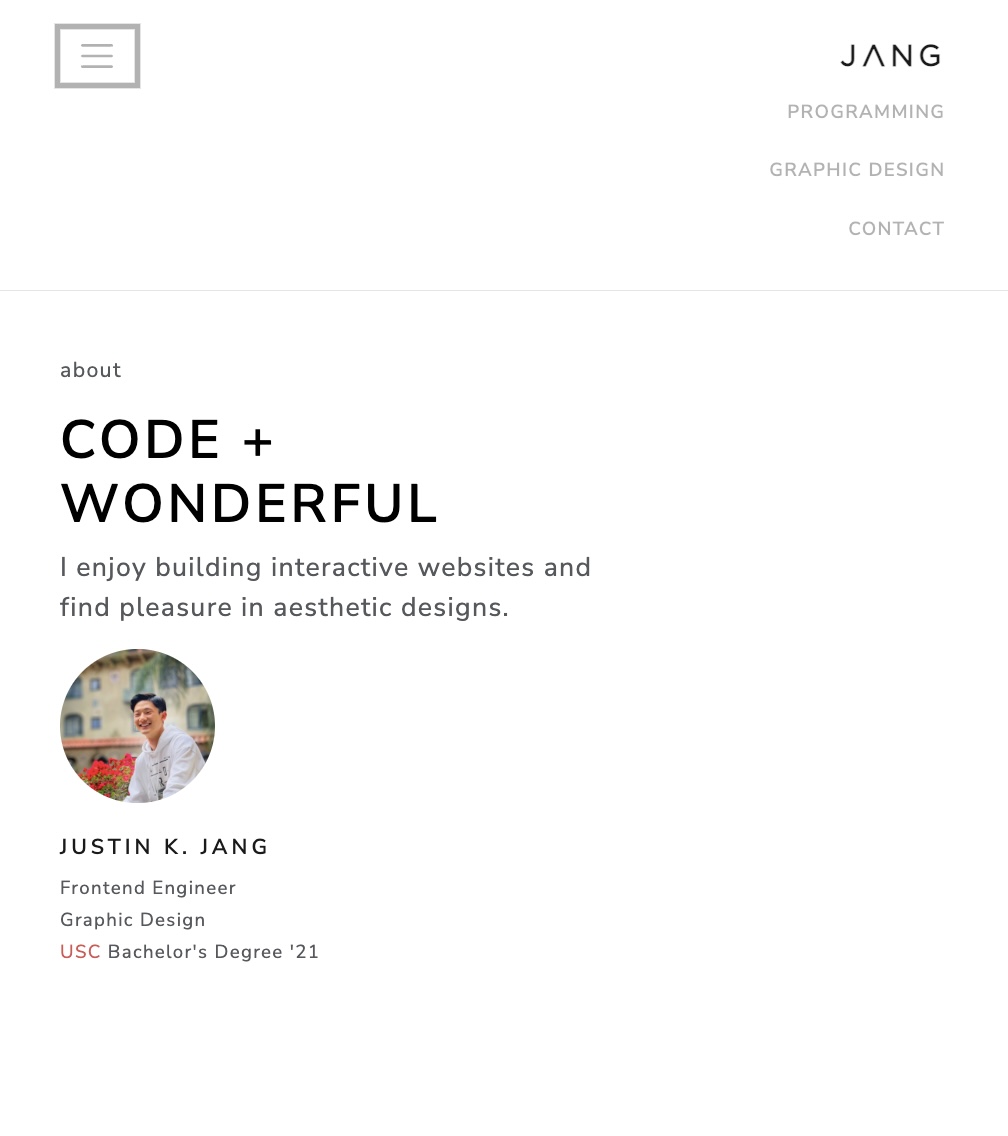 JANG
PROGRAMMING
GRAPHIC DESIGN
CONTACT
about
CODE +
WONDERFUL
I enjoy building interactive websites and
find pleasure in aesthetic designs.
JUSTIN K. JANG
Frontend Engineer
Graphic Design
USC Bachelor's Degree '21